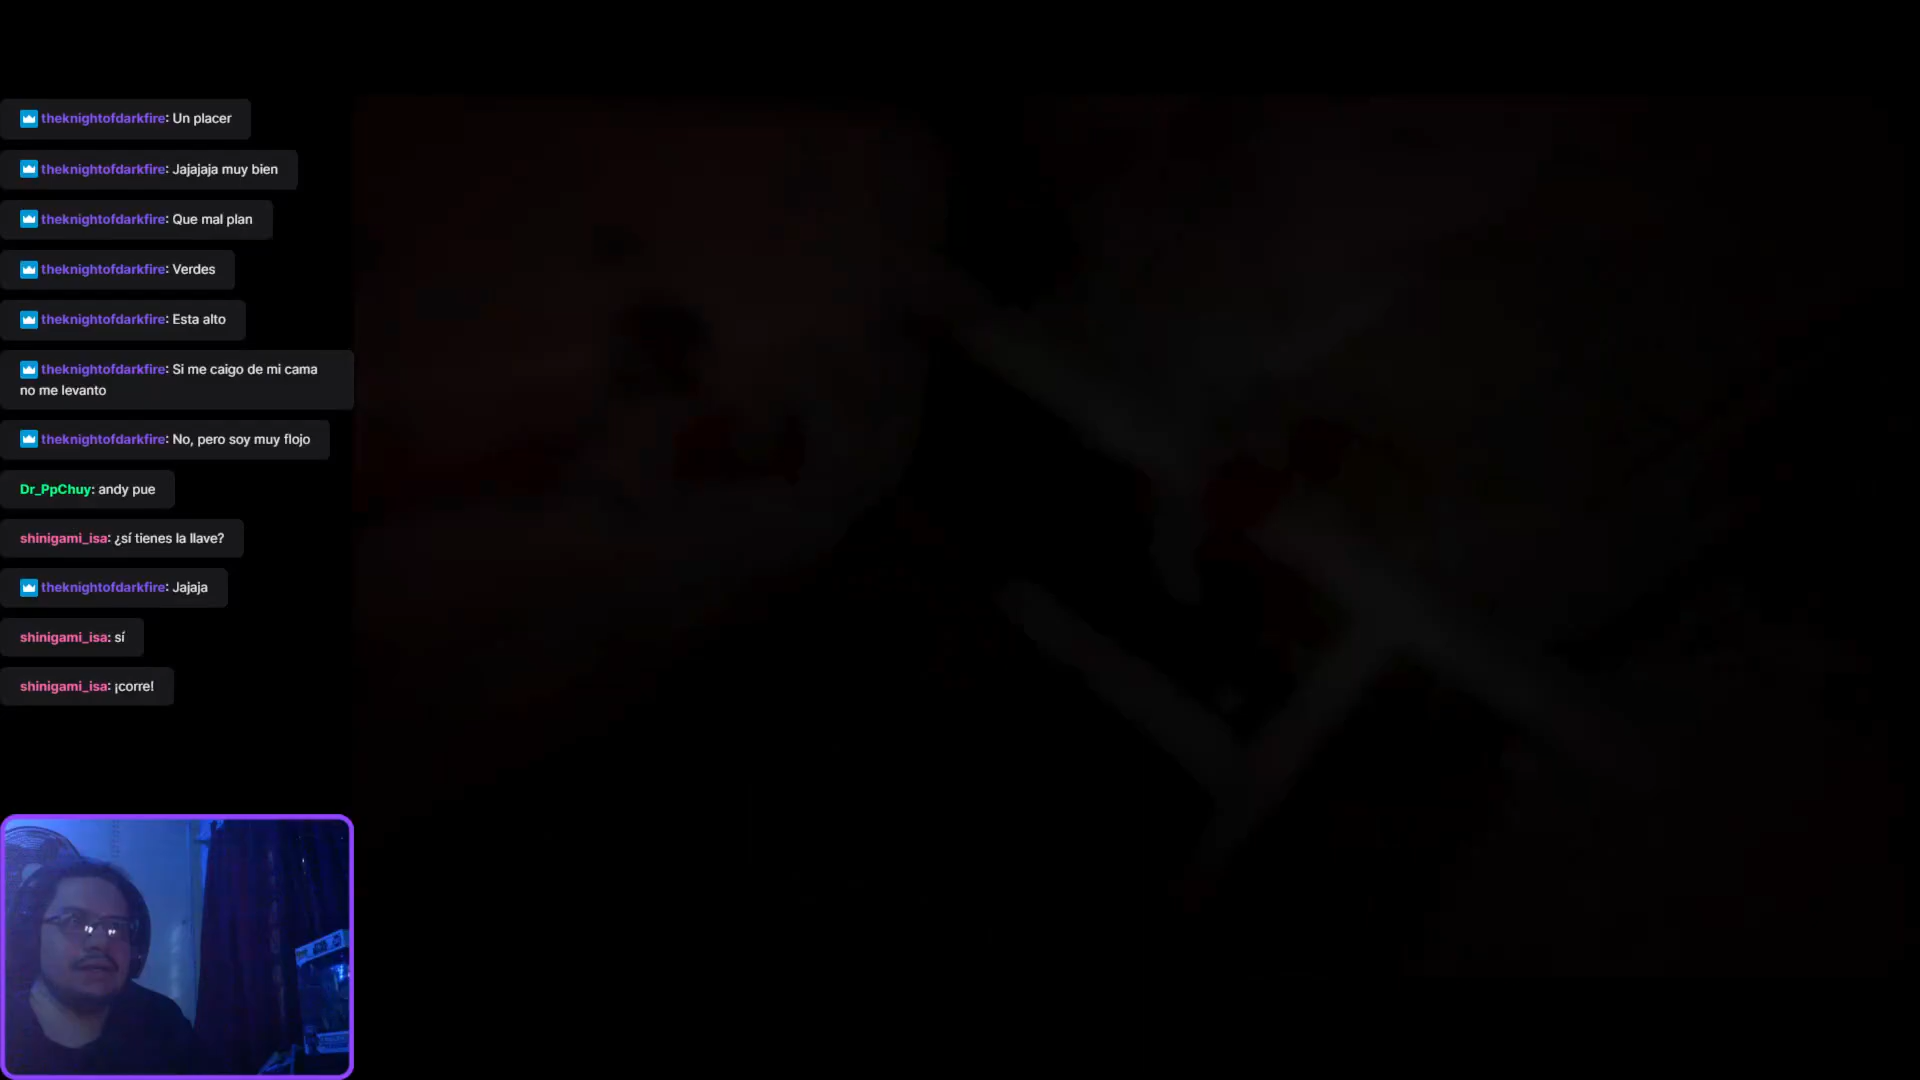 theknightofdarkfire: Un placer
theknightofdarkfire: Jajajaja muy bien
theknightofdarkfire: Que mal plan
theknightofdarkfire: Verdes
theknightofdarkfire: Esta alto
theknightofdarkfire: Si me caigo de mi cama
no me levanto
theknightofdarkfire: No, pero soy muy flojo
Dr_PpChuy: andy pue
shinigami_isa: ¿sí tienes la llave?
theknightofdarkfire: Jajaja
shinigami_isa: sí
shinigami_isa: ¡corre!